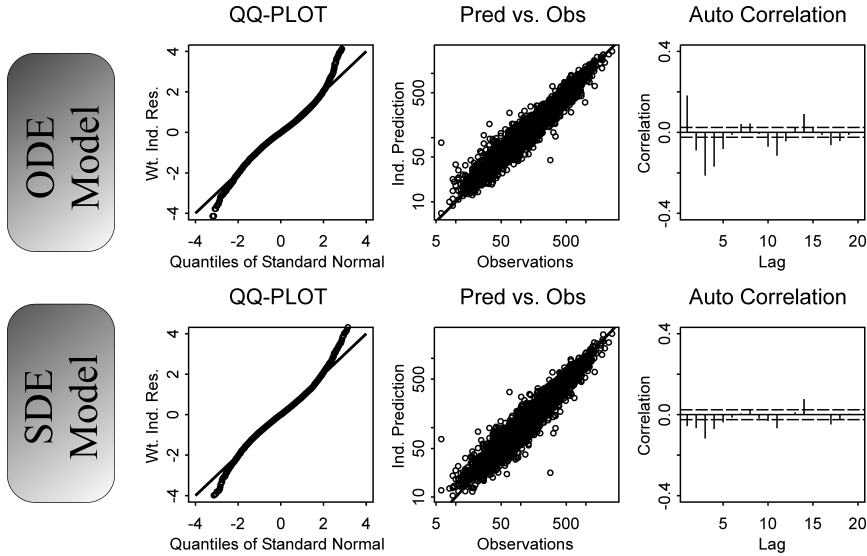 ODE
Model
QQ-PLOT
Wt. Ind. Res.
4
2
0
-2
-4
-4 -2 0 2 4
Quantiles of Standard Normal
Pred vs. Obs
Ind. Prediction
500
50
10
5 50 500
Observations
Auto Correlation
Correlation
0.4
0.0
-0.4
5 10 15 20
Lag
SDE
Model
QQ-PLOT
Wt. Ind. Res.
4
2
0
-2
-4
-4 -2 0 2 4
Quantiles of Standard Normal
Pred vs. Obs
Ind. Prediction
500
50
10
5 50 500
Observations
Auto Correlation
Correlation
0.4
0.0
-0.4
5 10 15 20
Lag